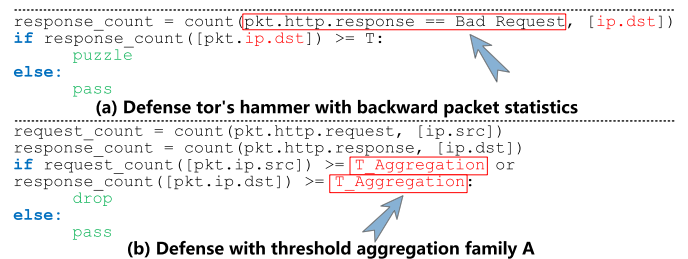 response_count = count(pkt.http.response == Bad Request, [ip.dst])
if response_count([pkt.ip.dst]) >= T:
puzzle
else:
pass
(a) Defense tor's hammer with backward packet statistics
request_count = count(pkt.http.request, [ip.src])
response_count = count(pkt.http.response, [ip.dst])
if request_count([pkt.ip.src]) >= T_Aggregation or
response_count([pkt.ip.dst]) >= T_Aggregation:
drop
else:
pass
(b) Defense with threshold aggregation family A